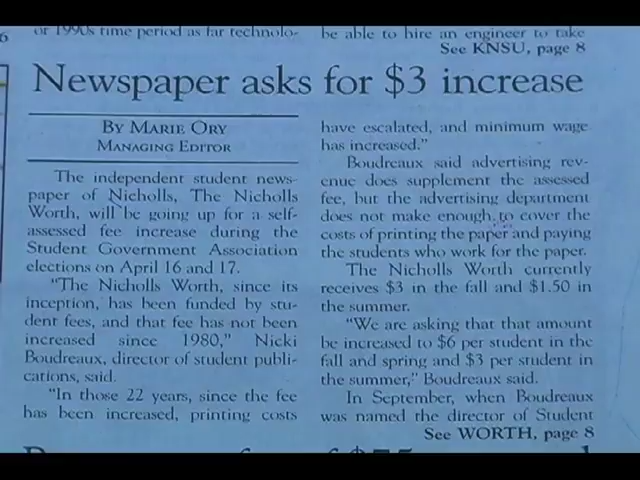 6
or 1990s time period as far technolo-
be able to hire an engineer to take
See KNSU, page 8
Newspaper asks for $3 increase
BY MARIE ORY
MANAGING EDITOR
The independent student news-
paper of Nicholls, The Nicholls
Worth, will be going up for a self-
assessed fee increase during the
Student Government Association
elections on April 16 and 17.
"The Nicholls Worth, since its
inception, has been funded by stu-
dent fees, and that fee has not been
increased since 1980," Nicki
Boudreaux, director of student publi-
cations, said.
"In those 22 years, since the fee
has been increased, printing costs
have escalated, and minimum wage
has increased."
Boudreaux said advertising rev-
enue does supplement the assessed
fee, but the advertising department
does not make enough to cover the
costs of printing the paper and paying
the students who work for the paper.
The Nicholls Worth currently
receives $3 in the fall and $1.50 in
the summer.
"We are asking that that amount
be increased to $6 per student in the
fall and spring and $3 per student in
the summer," Boudreaux said.
In September, when Boudreaux
was named the director of Student
See WORTH, page 8